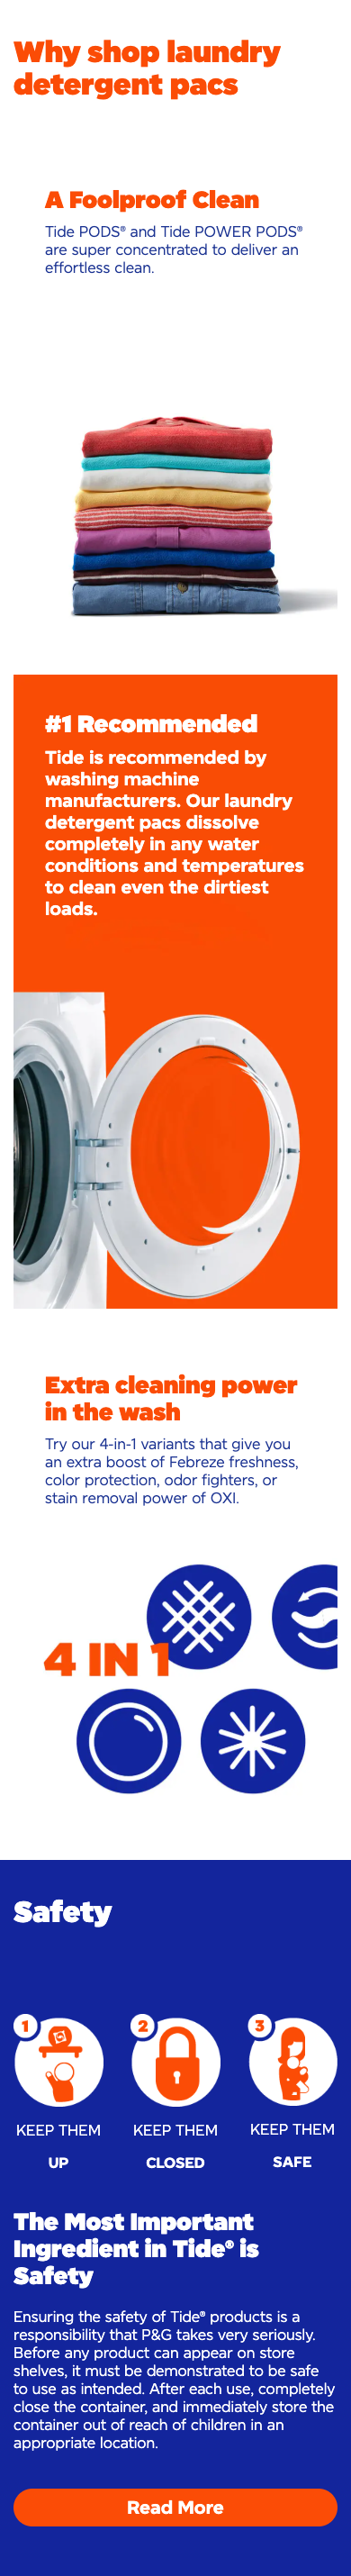 Why shop laundry
detergent pacs
A Foolproof Clean
Tide PODS® and Tide POWER PODS®
are super concentrated to deliver an
effortless clean.
#1 Recommended
Tide is recommended by
washing machine
manufacturers. Our laundry
detergent pacs dissolve
completely in any water
conditions and temperatures
to clean even the dirtiest
loads.
Extra cleaning power
in the wash
Try our 4-in-1 variants that give you
an extra boost of Febreze freshness,
color protection, odor fighters, or
stain removal power of OXI.
4 IN 1
Safety
1
KEEP THEM
UP
2
KEEP THEM
CLOSED
3
KEEP THEM
SAFE
The Most Important
Ingredient in Tide® is
Safety
Ensuring the safety of Tide® products is a
responsibility that P&G takes very seriously.
Before any product can appear on store
shelves, it must be demonstrated to be safe
to use as intended. After each use, completely
close the container, and immediately store the
container out of reach of children in an
appropriate location.
Read More